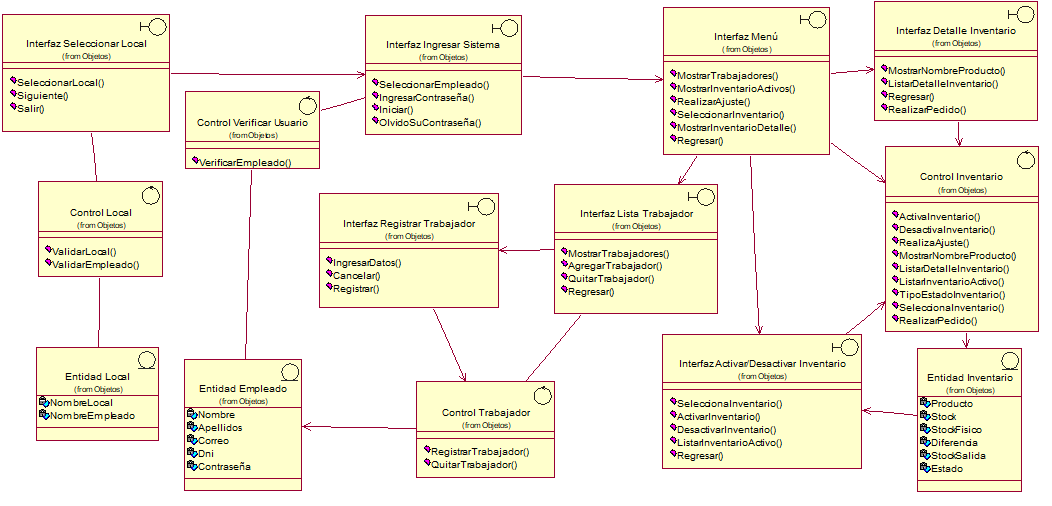 Interfaz Seleccionar Local
(from Objetos)
SeleccionarLocal()
Siguiente()
Salir()
Interfaz Ingresar Sistema
(from Objetos)
SeleccionarEmpleado()
IngresarContraseña()
Iniciar()
OlvidoSuContraseña()
Interfaz Menú
(from Objetos)
MostrarTrabajadores()
MostrarInventarioActivos()
RealizarAjuste()
SeleccionarInventario()
MostrarInventarioDetalle()
Regresar()
Interfaz Detalle Inventario
(from Objetos)
MostrarNombreProducto()
ListarDetalleInventario()
Regresar()
RealizarPedido()
Control Verificar Usuario
(from Objetos)
VerificarEmpleado()
Control Local
(from Objetos)
ValidarLocal()
ValidarEmpleado()
Interfaz Registrar Trabajador
(from Objetos)
IngresarDatos()
Cancelar()
Registrar()
Interfaz Lista Trabajador
(from Objetos)
MostrarTrabajadores()
AgregarTrabajador()
QuitarTrabajador()
Regresar()
Control Inventario
(from Objetos)
ActivaInventario()
DesactivaInventario()
RealizaAjuste()
MostrarNombreProducto()
ListarDetalleInventario()
ListarInventarioActivo()
TipoEstadoInventario()
SeleccionaInventario()
RealizarPedido()
Entidad Local
(from Objetos)
NombreLocal
NombreEmpleado
Entidad Empleado
(from Objetos)
Nombre
Apellidos
Correo
Dni
Contraseña
Control Trabajador
(from Objetos)
RegistrarTrabajador()
QuitarTrabajador()
Interfaz Activar/Desactivar Inventario
(from Objetos)
SeleccionaInventario()
ActivarInventario()
DesactivarInventario()
ListarInventarioActivo()
Regresar()
Entidad Inventario
(from Objetos)
Producto
Stock
StockFisico
Diferencia
StockSalida
Estado